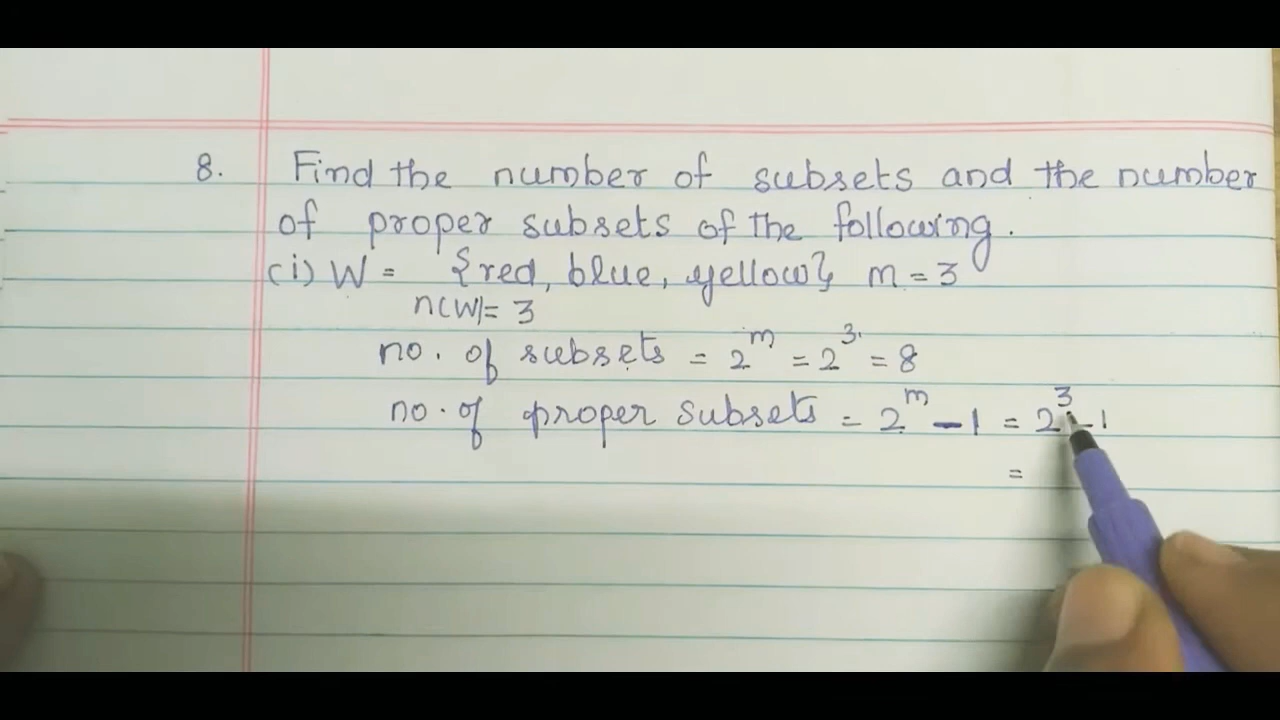 8. Find the number of subsets and the number
of proper subsets of the following.
(i) W = {red, blue, yellow} m = 3
n(W) = 3
no. of subsets = 2^m = 2^3 = 8
no. of proper subsets = 2^m - 1 = 2^3 - 1
=